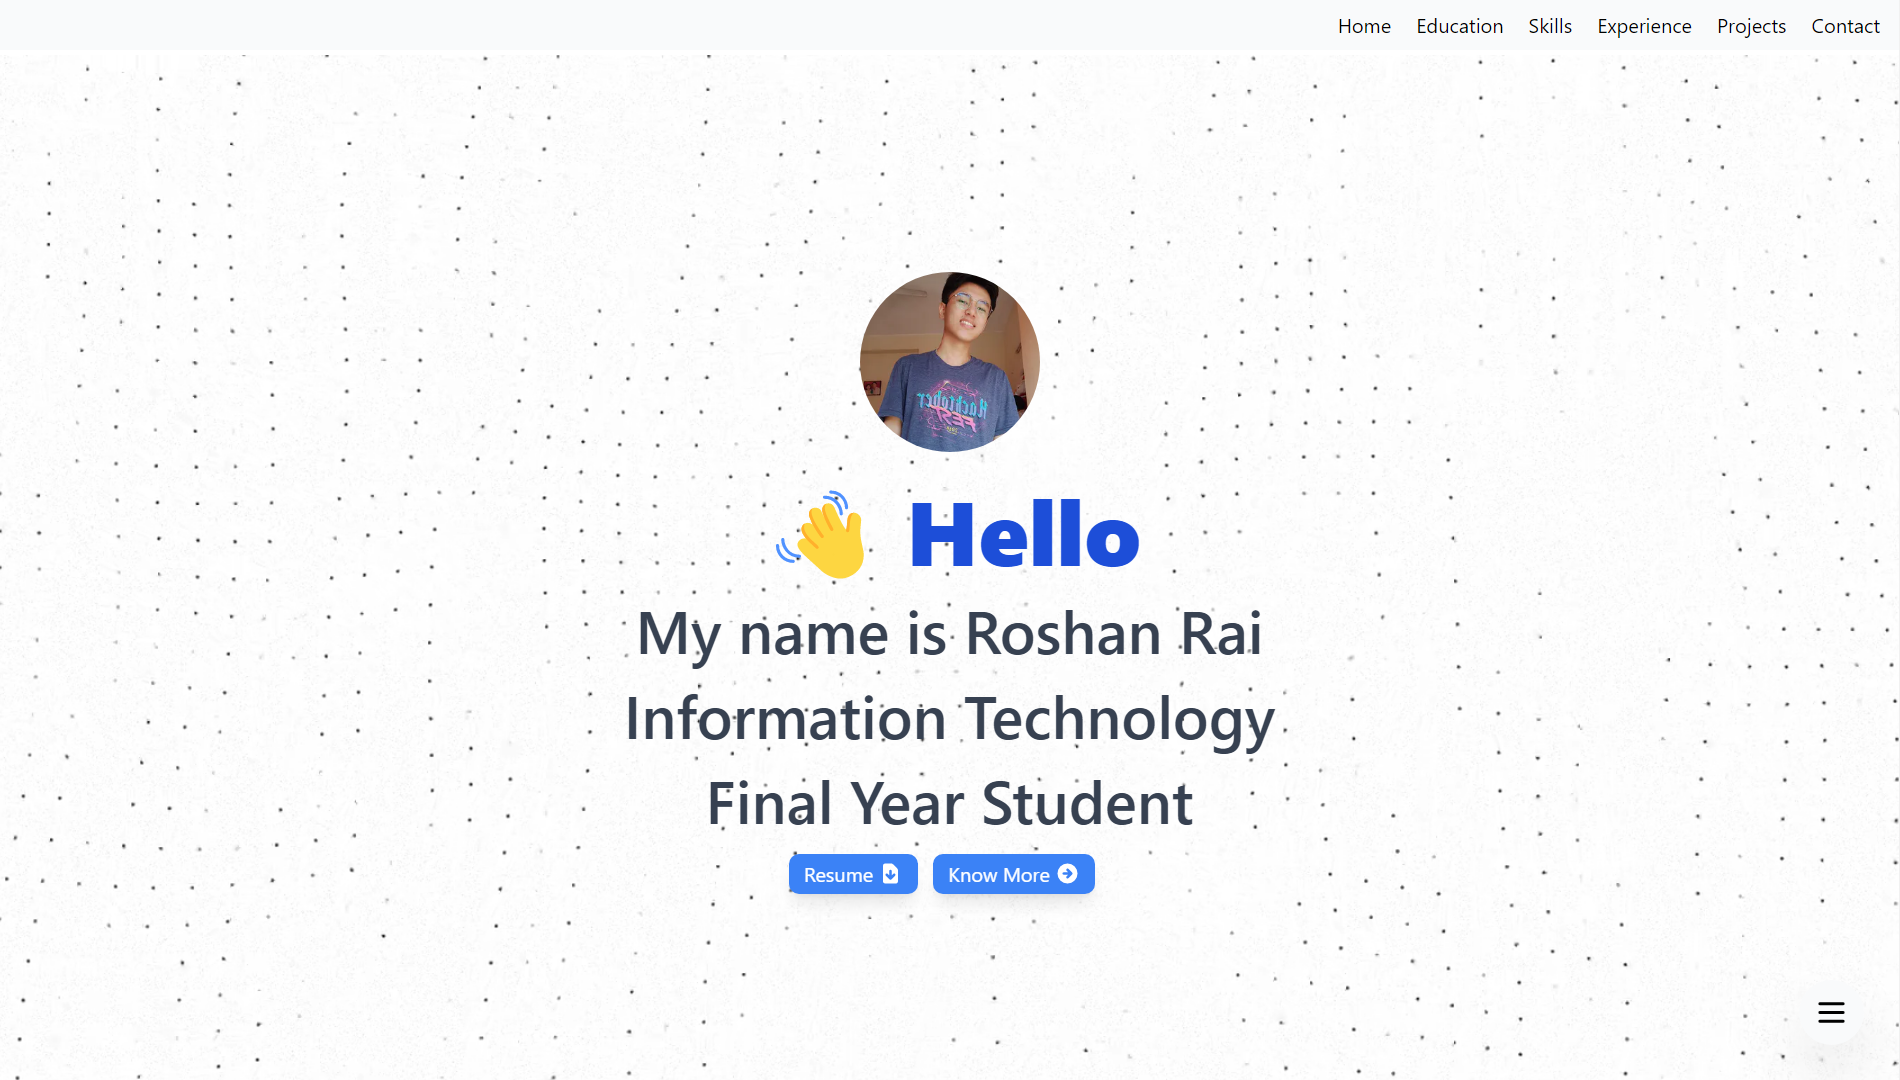 Home Education Skills Experience Projects Contact
Hacktober
FEST
Hello
My name is Roshan Rai
Information Technology
Final Year Student
Resume Know More